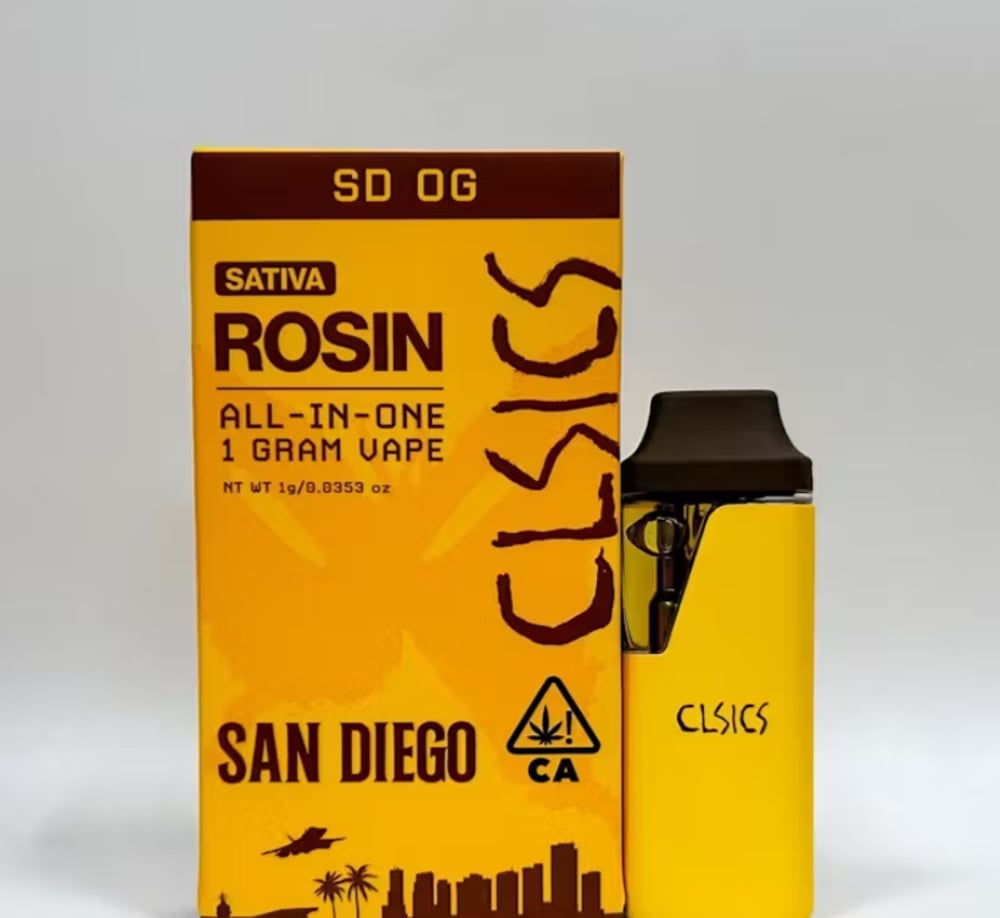 SD OG
SATIVA
ROSIN
ALL-IN-ONE
1 GRAM VAPE
NT WT 1g/0.0353 oz
CLSICS
SAN DIEGO
CA
CLSICS